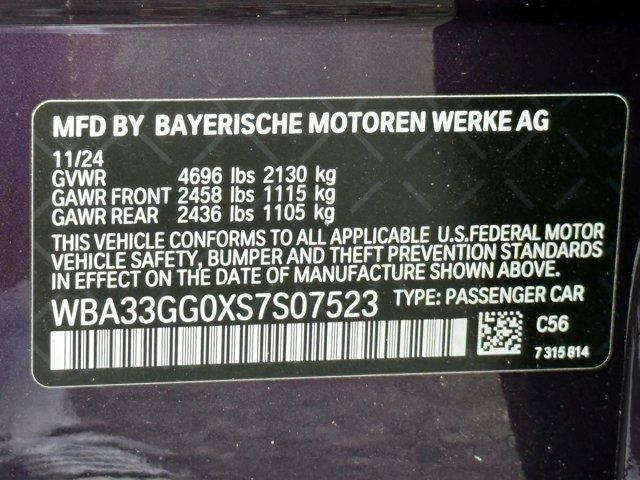 MFD BY BAYERISCHE MOTOREN WERKE AG
11/24
GVWR 4696 lbs 2130 kg
GAWR FRONT 2458 lbs 1115 kg
GAWR REAR 2436 lbs 1105 kg
THIS VEHICLE CONFORMS TO ALL APPLICABLE U.S.FEDERAL MOTOR
VEHICLE SAFETY, BUMPER AND THEFT PREVENTION STANDARDS
IN EFFECT ON THE DATE OF MANUFACTURE SHOWN ABOVE.
WBA33GG0XS7S07523 TYPE: PASSENGER CAR
C56
7 315 814